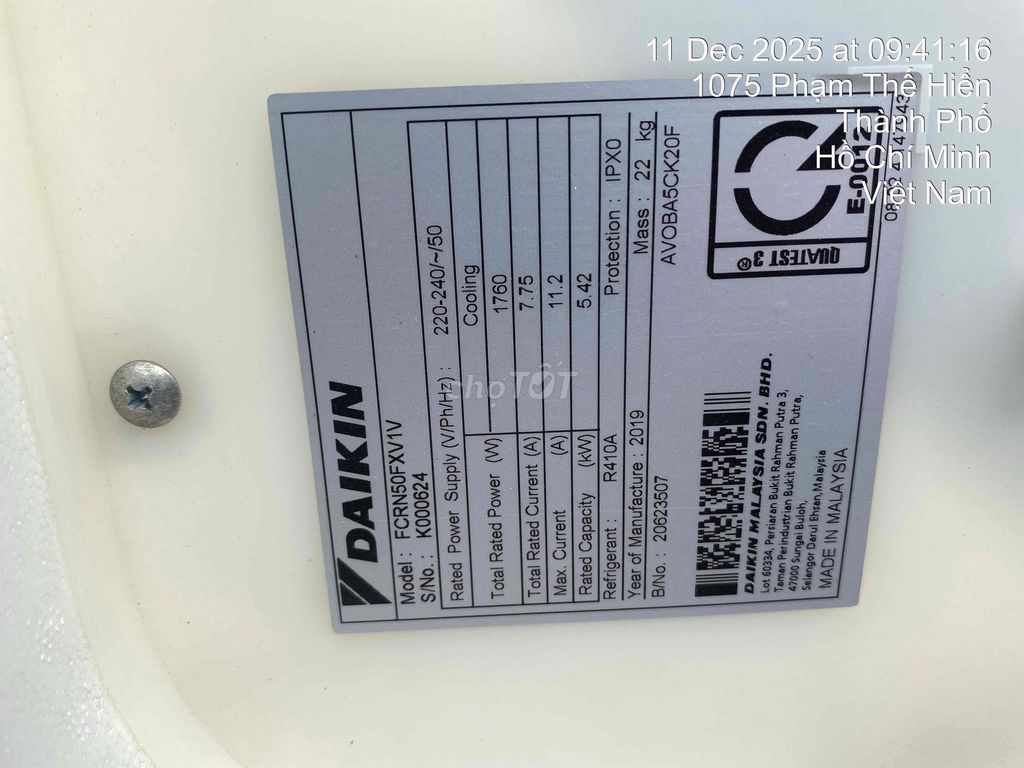 11 Dec 2025 at 09:41:16
1075 Phạm Thế Hiển
Thành Phố
Hồ Chí Minh
Việt Nam
DAIKIN
Model : FCRN50FXV1V
S/No. : K000624
Rated Power Supply (V/Ph/Hz) : 220-240/~/50
Cooling
Total Rated Power (W) 1760
Total Rated Current (A) 7.75
Max. Current (A) 11.2
Rated Capacity (kW) 5.42
Refrigerant : R410A Protection : IPX0
Year of Manufacture : 2019 Mass : 22 kg
B/No. : 20623507 AVOBA5CK20F
QUATEST 3®
E-0012
DAIKIN MALAYSIA SDN. BHD.
Lot 60334, Persiaran Bukit Rahman Putra 3,
Taman Perindustrian Bukit Rahman Putra,
47000 Sungai Buloh,
Selangor Darul Ehsan, Malaysia
MADE IN MALAYSIA
chợTỐT